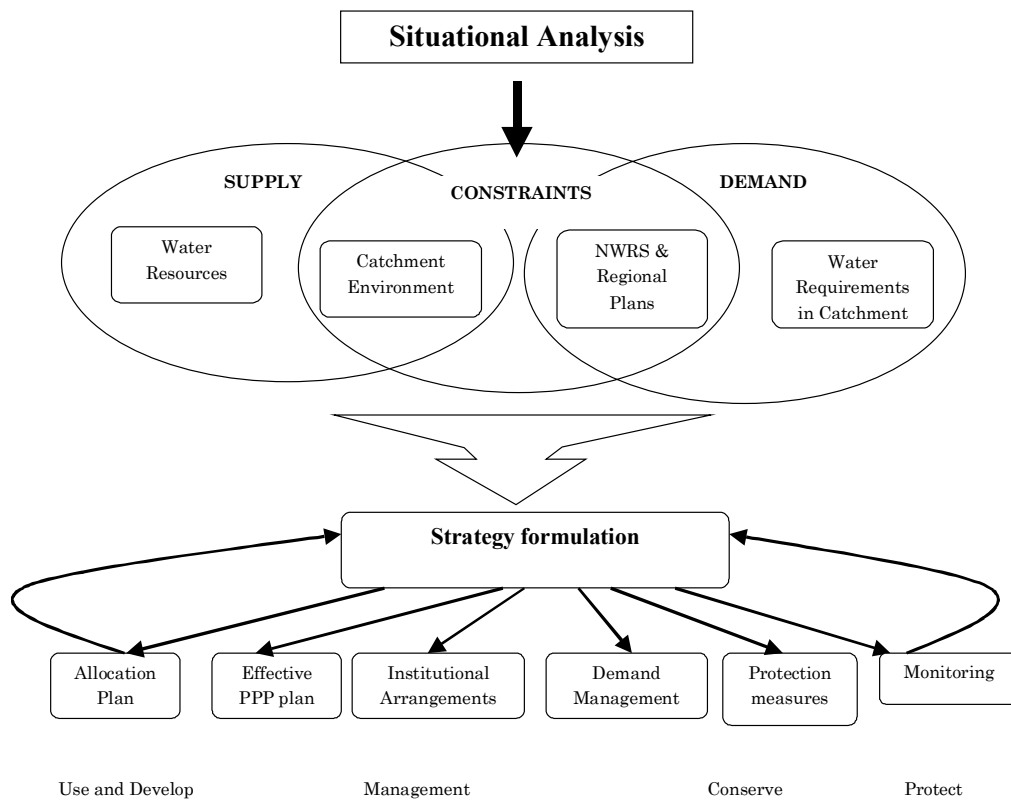 Situational Analysis
SUPPLY
CONSTRAINTS
DEMAND
Water
Resources
Catchment
Environment
NWRS &
Regional
Plans
Water
Requirements
in Catchment
Strategy formulation
Allocation
Plan
Effective
PPP plan
Institutional
Arrangements
Demand
Management
Protection
measures
Monitoring
Use and Develop
Management
Conserve
Protect